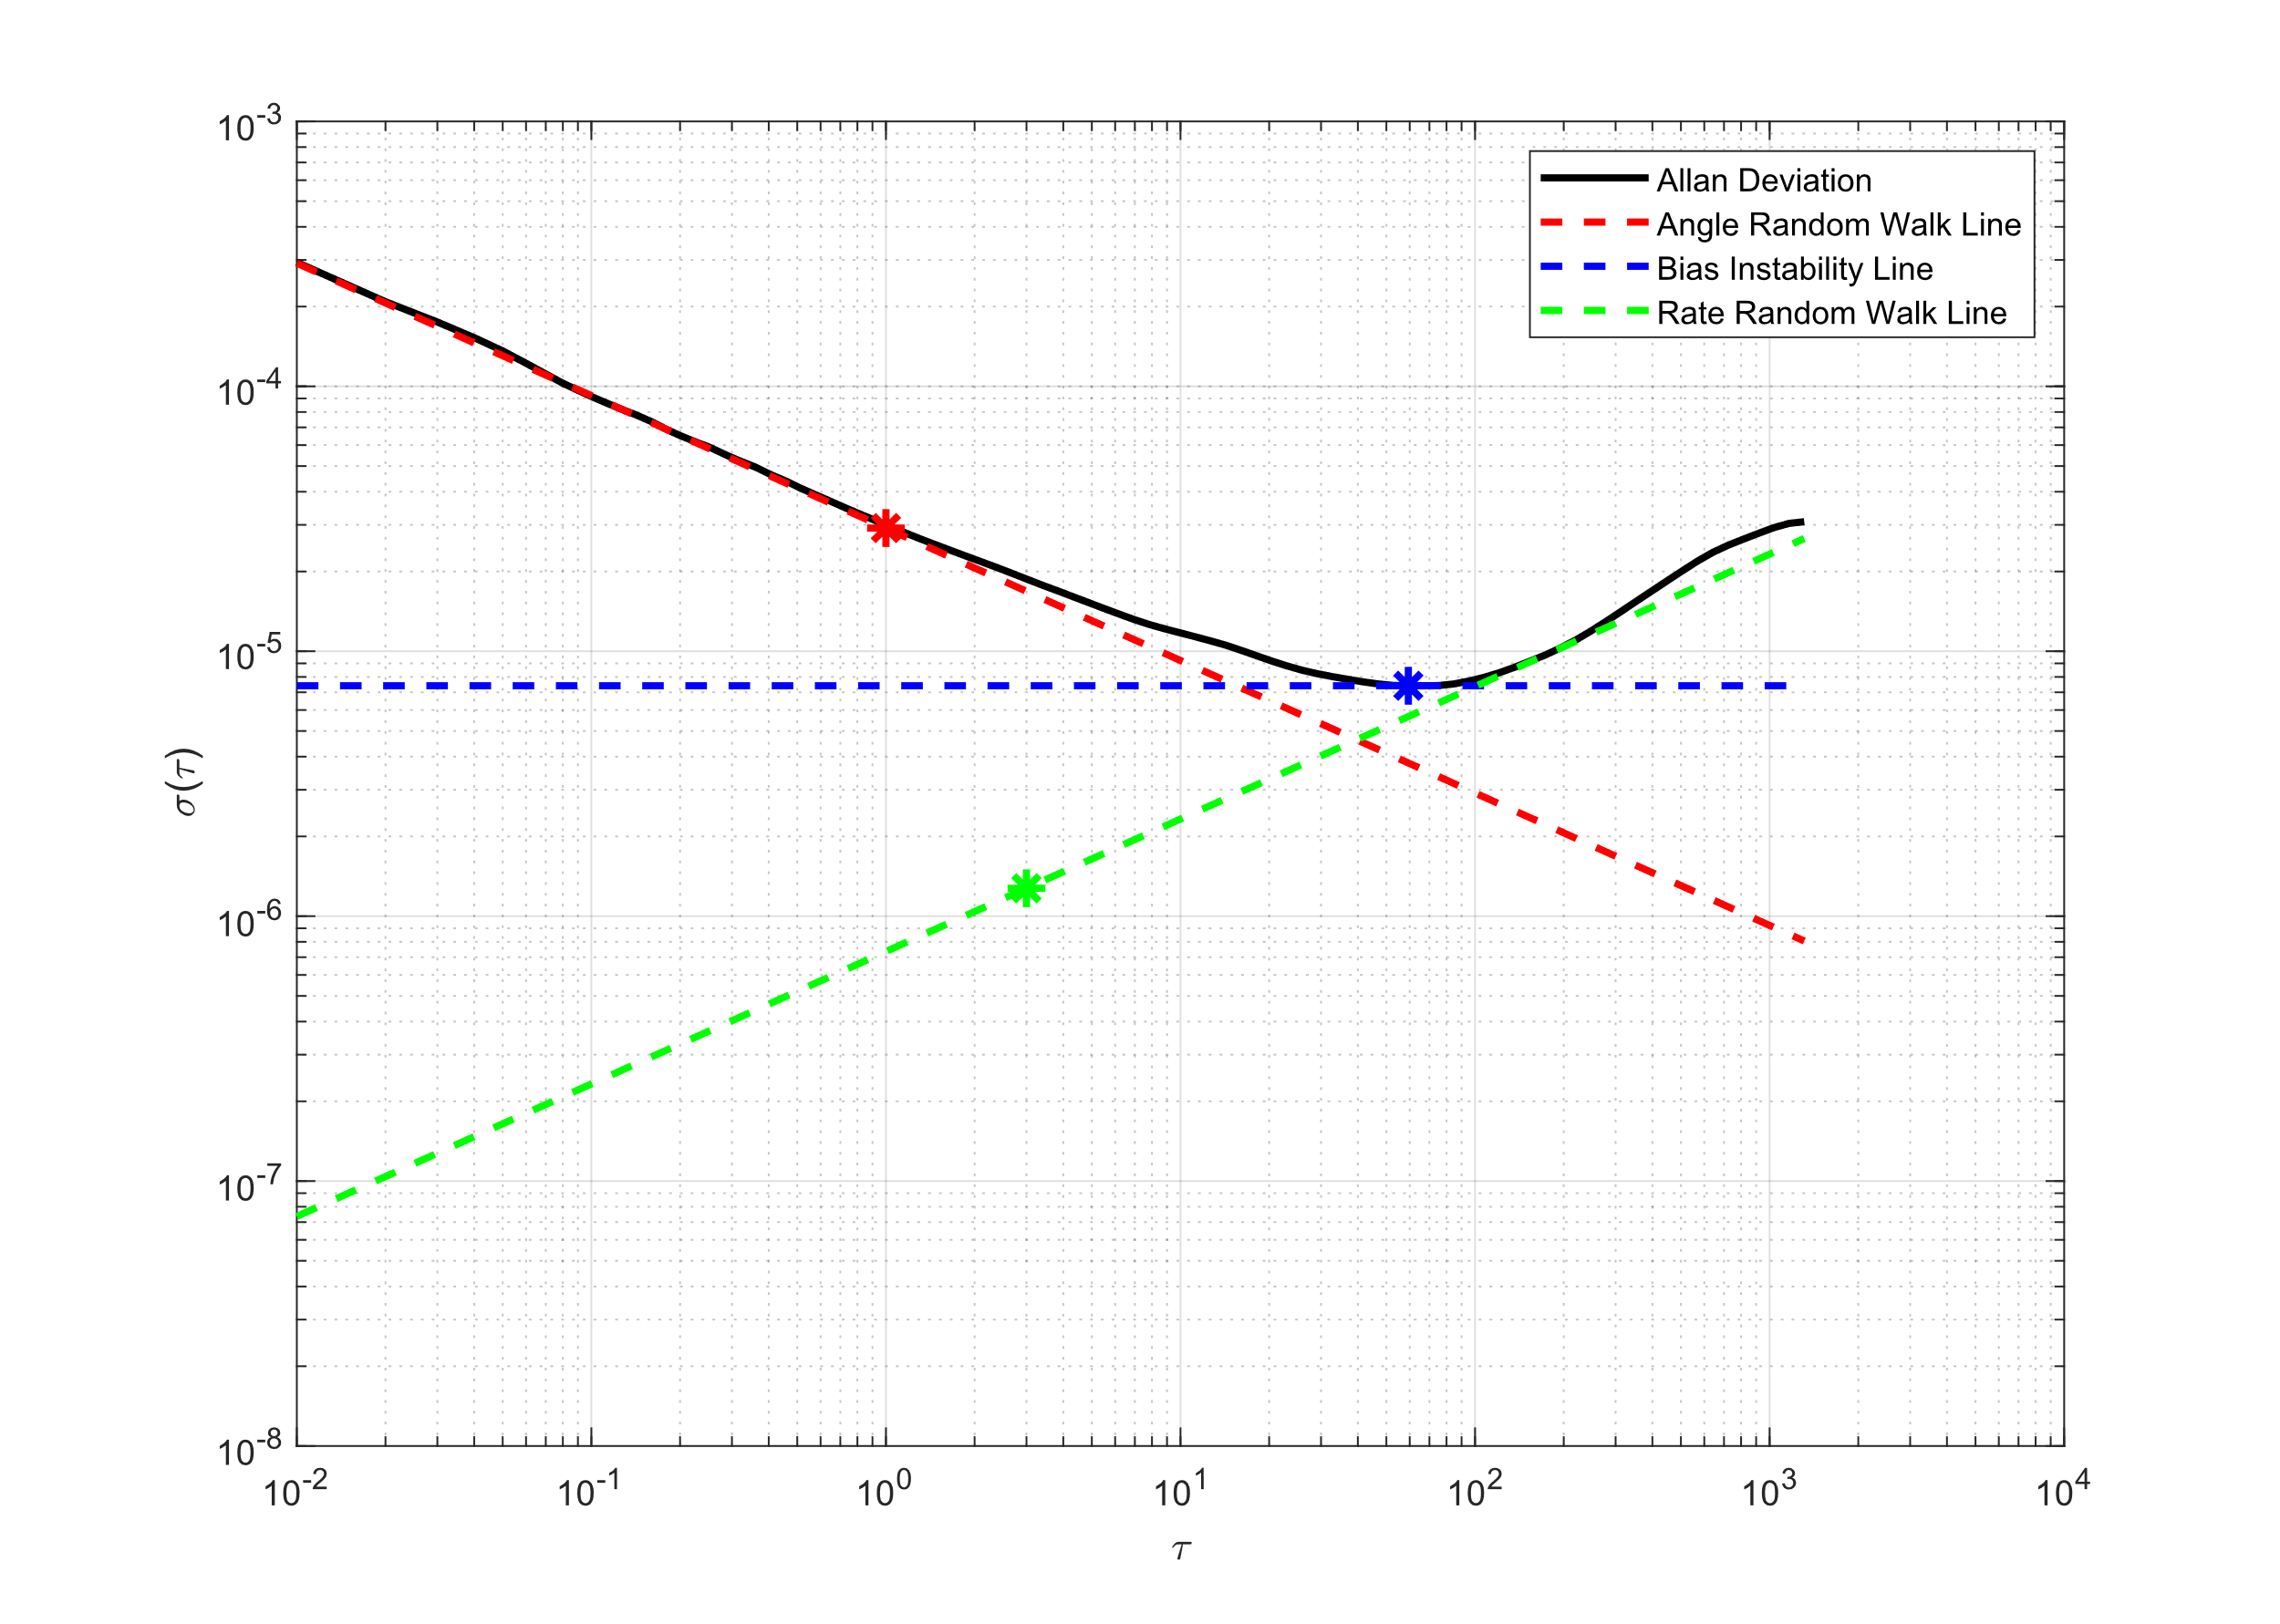 10⁻³
10⁻⁴
10⁻⁵
10⁻⁶
10⁻⁷
10⁻⁸
σ(τ)
Allan Deviation
Angle Random Walk Line
Bias Instability Line
Rate Random Walk Line
10⁻² 10⁻¹ 10⁰ 10¹ 10² 10³ 10⁴
τ